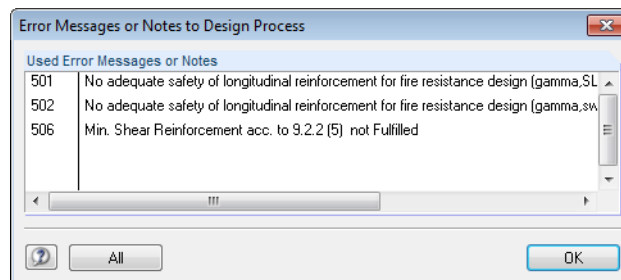 Error Messages or Notes to Design Process
Used Error Messages or Notes
501 No adequate safety of longitudinal reinforcement for fire resistance design (gamma,SL
502 No adequate safety of longitudinal reinforcement for fire resistance design (gamma,sw
506 Min. Shear Reinforcement acc. to 9.2.2 (5) not Fulfilled
All
OK